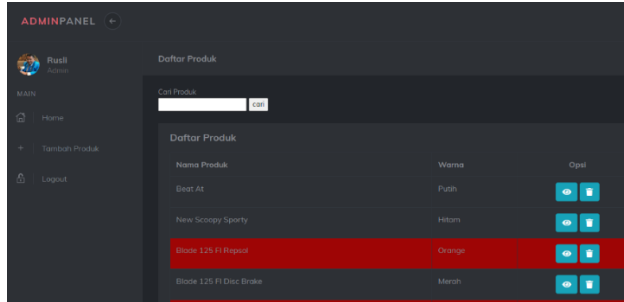 ADMINPANEL
Rusli
Admin
MAIN
Home
Tambah Produk
Logout
Daftar Produk
Cari Produk
cari
Daftar Produk
Nama Produk Warna Opsi
Beat At Putih
New Scoopy Sporty Hitam
Blade 125 FI Repsol Orange
Blade 125 FI Disc Brake Merah